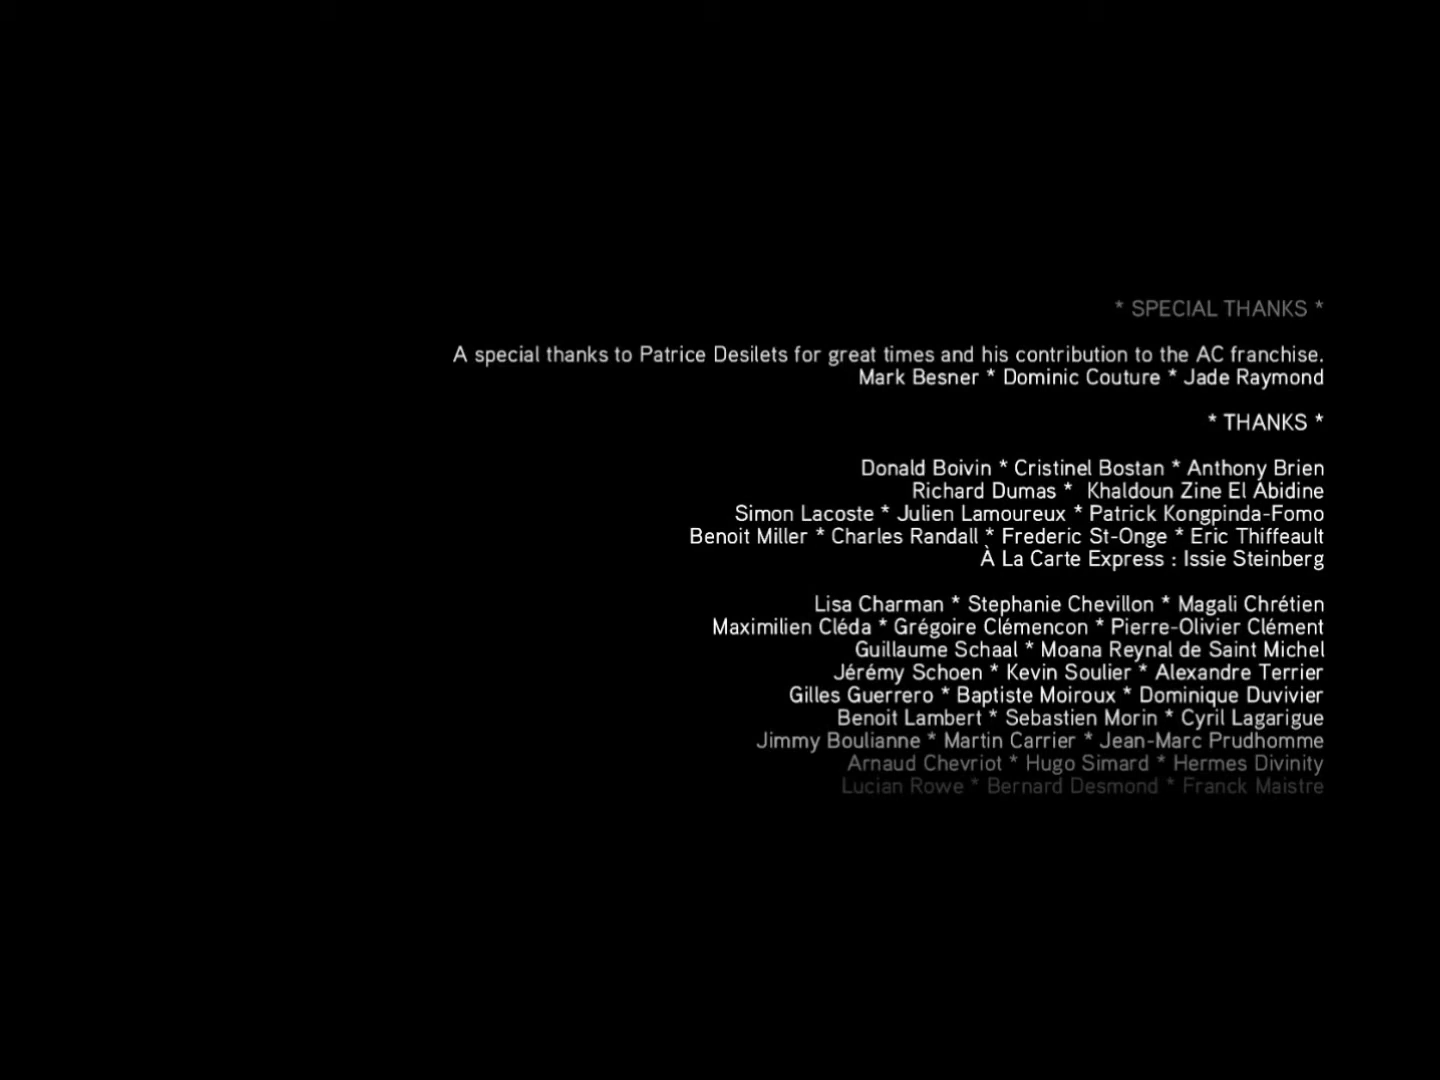 * SPECIAL THANKS *
A special thanks to Patrice Desilets for great times and his contribution to the AC franchise.
Mark Besner * Dominic Couture * Jade Raymond
* THANKS *
Donald Boivin * Cristinel Bostan * Anthony Brien
Richard Dumas *  Khaldoun Zine El Abidine
Simon Lacoste * Julien Lamoureux * Patrick Kongpinda-Fomo
Benoit Miller * Charles Randall * Frederic St-Onge * Eric Thiffeault
À La Carte Express : Issie Steinberg
Lisa Charman * Stephanie Chevillon * Magali Chrétien
Maximilien Cléda * Grégoire Clémencon * Pierre-Olivier Clément
Guillaume Schaal * Moana Reynal de Saint Michel
Jérémy Schoen * Kevin Soulier * Alexandre Terrier
Gilles Guerrero * Baptiste Moiroux * Dominique Duvivier
Benoit Lambert * Sebastien Morin * Cyril Lagarigue
Jimmy Boulianne * Martin Carrier * Jean-Marc Prudhomme
Arnaud Chevriot * Hugo Simard * Hermes Divinity
Lucian Rowe * Bernard Desmond * Franck Maistre